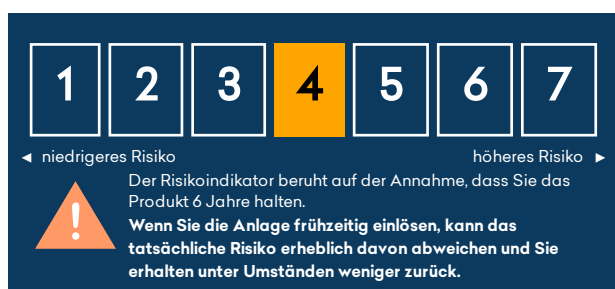 1 2 3 4 5 6 7
◄ niedrigeres Risiko höheres Risiko ►
Der Risikoindikator beruht auf der Annahme, dass Sie das
Produkt 6 Jahre halten.
Wenn Sie die Anlage frühzeitig einlösen, kann das
tatsächliche Risiko erheblich davon abweichen und Sie
erhalten unter Umständen weniger zurück.